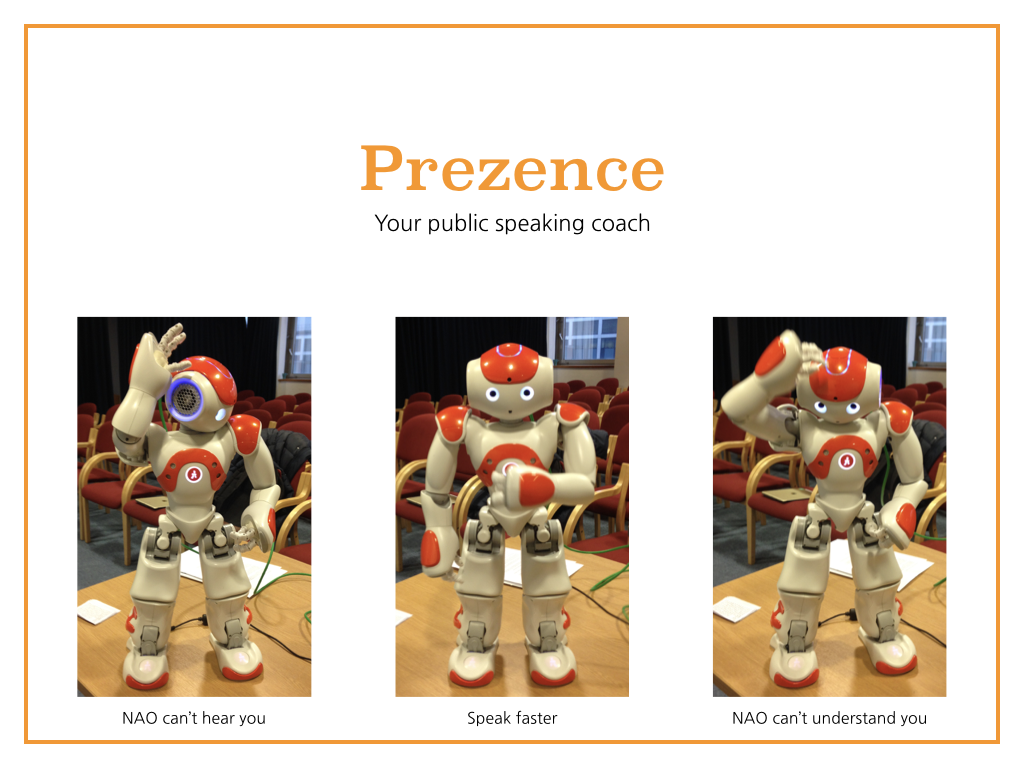 Prezence
Your public speaking coach
NAO can't hear you
Speak faster
NAO can't understand you